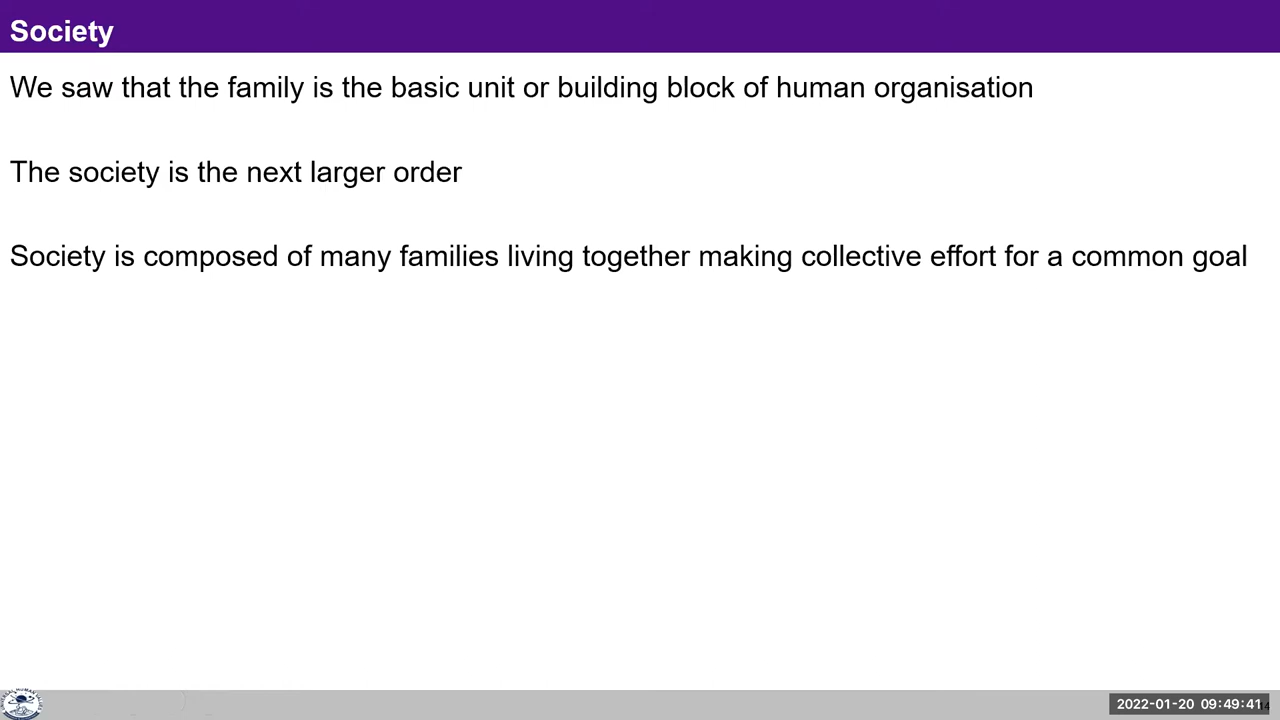 Society
We saw that the family is the basic unit or building block of human organisation
The society is the next larger order
Society is composed of many families living together making collective effort for a common goal
2022-01-20 09:49:41